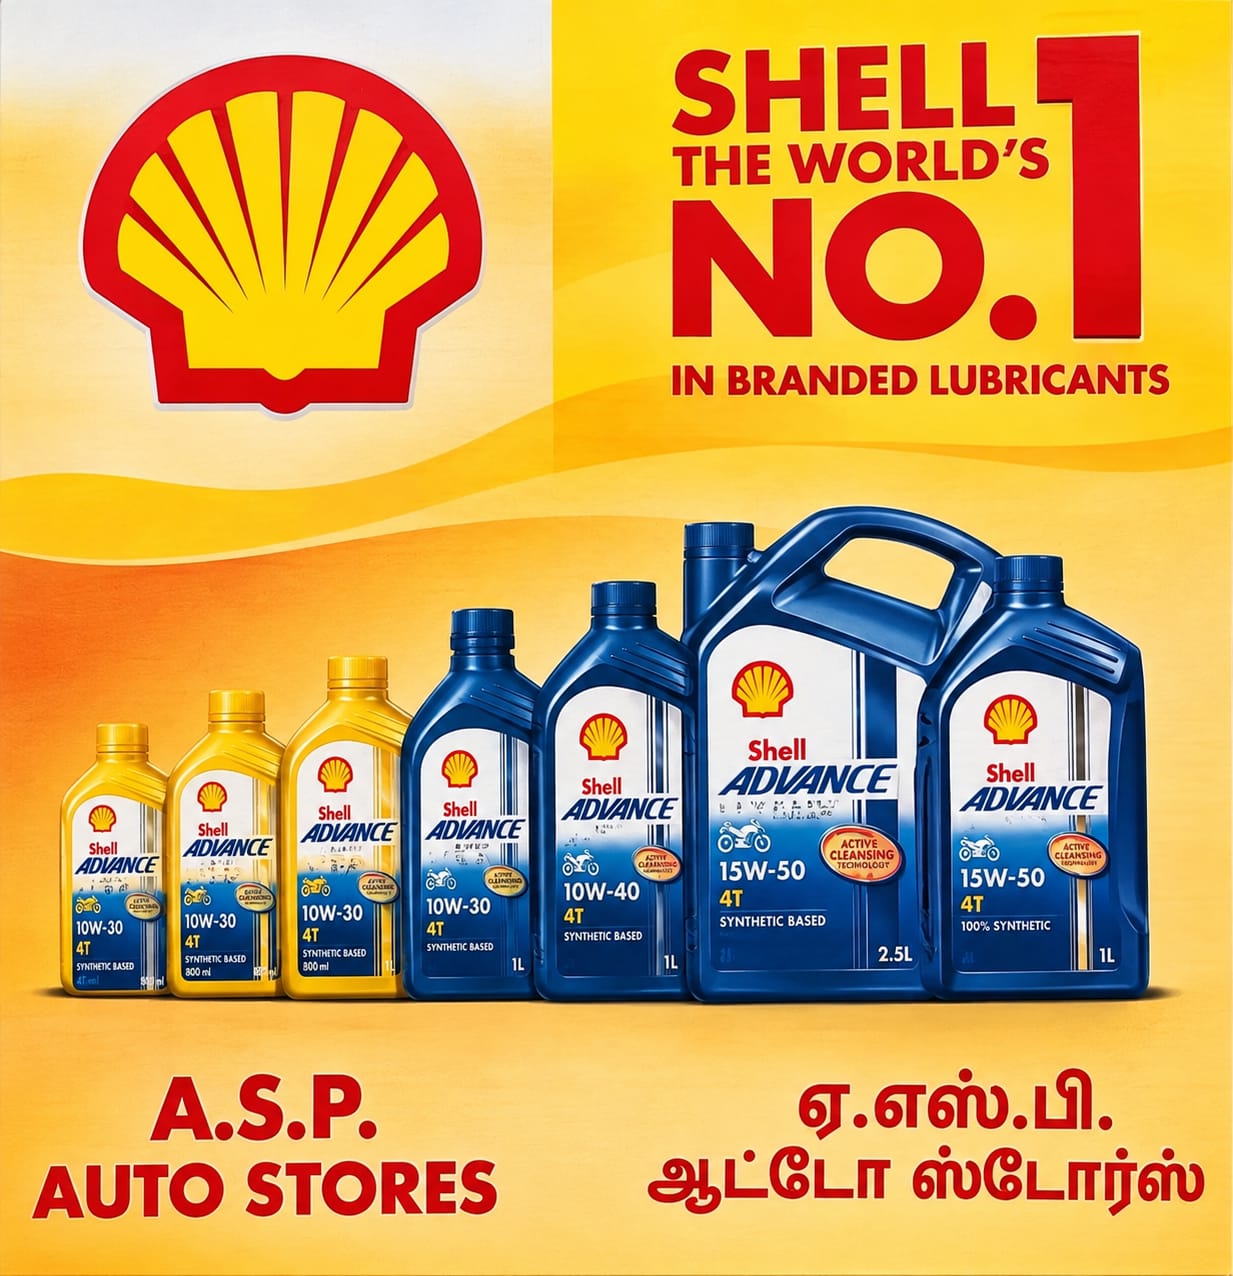 SHELL
THE WORLD'S
NO.1
IN BRANDED LUBRICANTS
Shell
ADVANCE
10W-30
4T
SYNTHETIC BASED
Shell
ADVANCE
10W-30
4T
SYNTHETIC BASED
800 ml
Shell
ADVANCE
10W-30
4T
SYNTHETIC BASED
800 ml
Shell
ADVANCE
10W-30
4T
SYNTHETIC BASED
1L
Shell
ADVANCE
ACTIVE
CLEANSING
10W-40
4T
SYNTHETIC BASED
1L
Shell
ADVANCE
ACTIVE
CLEANSING
TECHNOLOGY
15W-50
4T
SYNTHETIC BASED
2.5L
Shell
ADVANCE
ACTIVE
CLEANSING
15W-50
4T
100% SYNTHETIC
1L
A.S.P.
AUTO STORES
ஏ.எஸ்.பி.
ஆட்டோ ஸ்டோர்ஸ்